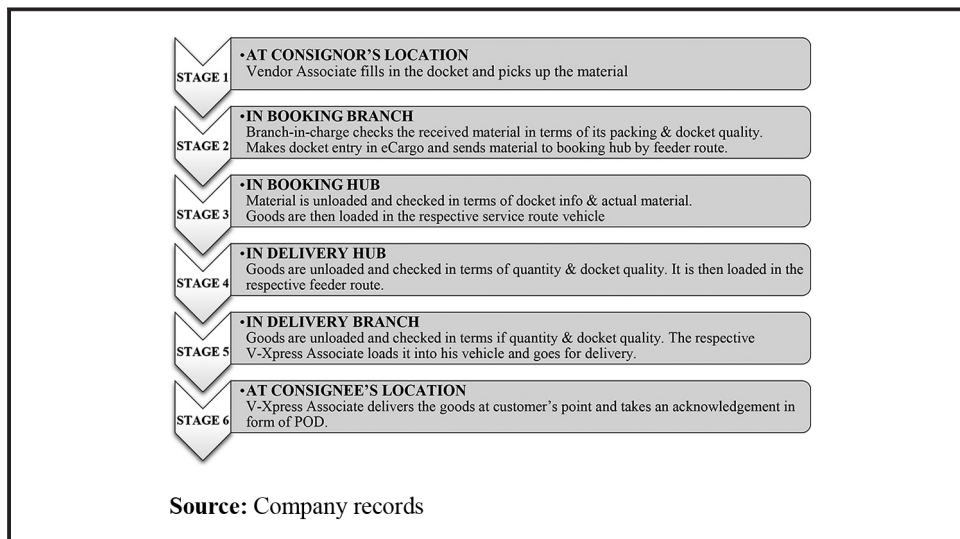 STAGE 1
•AT CONSIGNOR'S LOCATION
Vendor Associate fills in the docket and picks up the material
STAGE 2
•IN BOOKING BRANCH
Branch-in-charge checks the received material in terms of its packing & docket quality.
Makes docket entry in eCargo and sends material to booking hub by feeder route.
STAGE 3
•IN BOOKING HUB
Material is unloaded and checked in terms of docket info & actual material.
Goods are then loaded in the respective service route vehicle
STAGE 4
•IN DELIVERY HUB
Goods are unloaded and checked in terms of quantity & docket quality. It is then loaded in the
respective feeder route.
STAGE 5
•IN DELIVERY BRANCH
Goods are unloaded and checked in terms if quantity & docket quality. The respective
V-Xpress Associate loads it into his vehicle and goes for delivery.
STAGE 6
•AT CONSIGNEE'S LOCATION
V-Xpress Associate delivers the goods at customer's point and takes an acknowledgement in
form of POD.
Source: Company records